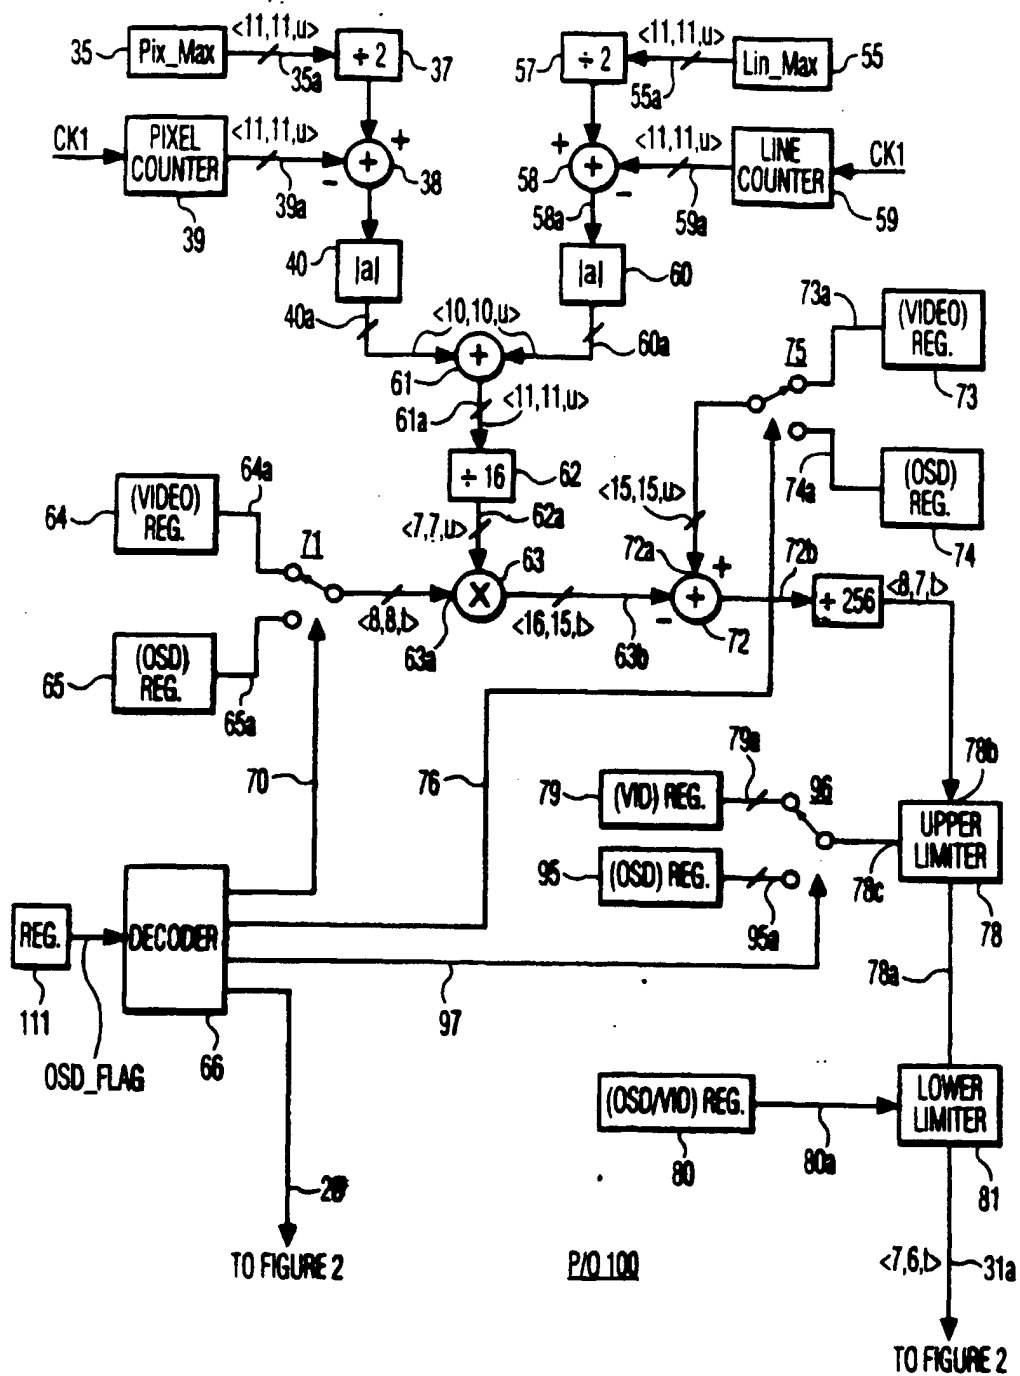 <11,11,u>
<11,11,u>
35
Pix_Max
35a
÷ 2
37
57
÷ 2
55a
Lin_Max
55
CK1
PIXEL
COUNTER
39
<11,11,u>
39a
+
+
−
38
+
58
+
−
58a
<11,11,u>
59a
LINE
COUNTER
CK1
59
40
|a|
40a
|a|
60
60a
<10,10,u>
+
61
61a
<11,11,u>
÷ 16
62
62a
<7,7,u>
73a
(VIDEO)
REG.
73
75
74a
(OSD)
REG.
74
<15,15,u>
64
(VIDEO)
REG.
64a
71
65
(OSD)
REG.
65a
<8,8,t>
X
63
63a
<16,15,t>
63b
72a
+
+
−
72
72b
÷ 256
<8,7,t>
70
76
79
(VID) REG.
79a
96
95
(OSD) REG.
95a
78b
UPPER
LIMITER
78c
78
78a
REG.
111
OSD_FLAG
DECODER
66
97
(OSD/VID) REG.
80
80a
LOWER
LIMITER
81
TO FIGURE 2
P/O 100
<7,6,t>
31a
TO FIGURE 2